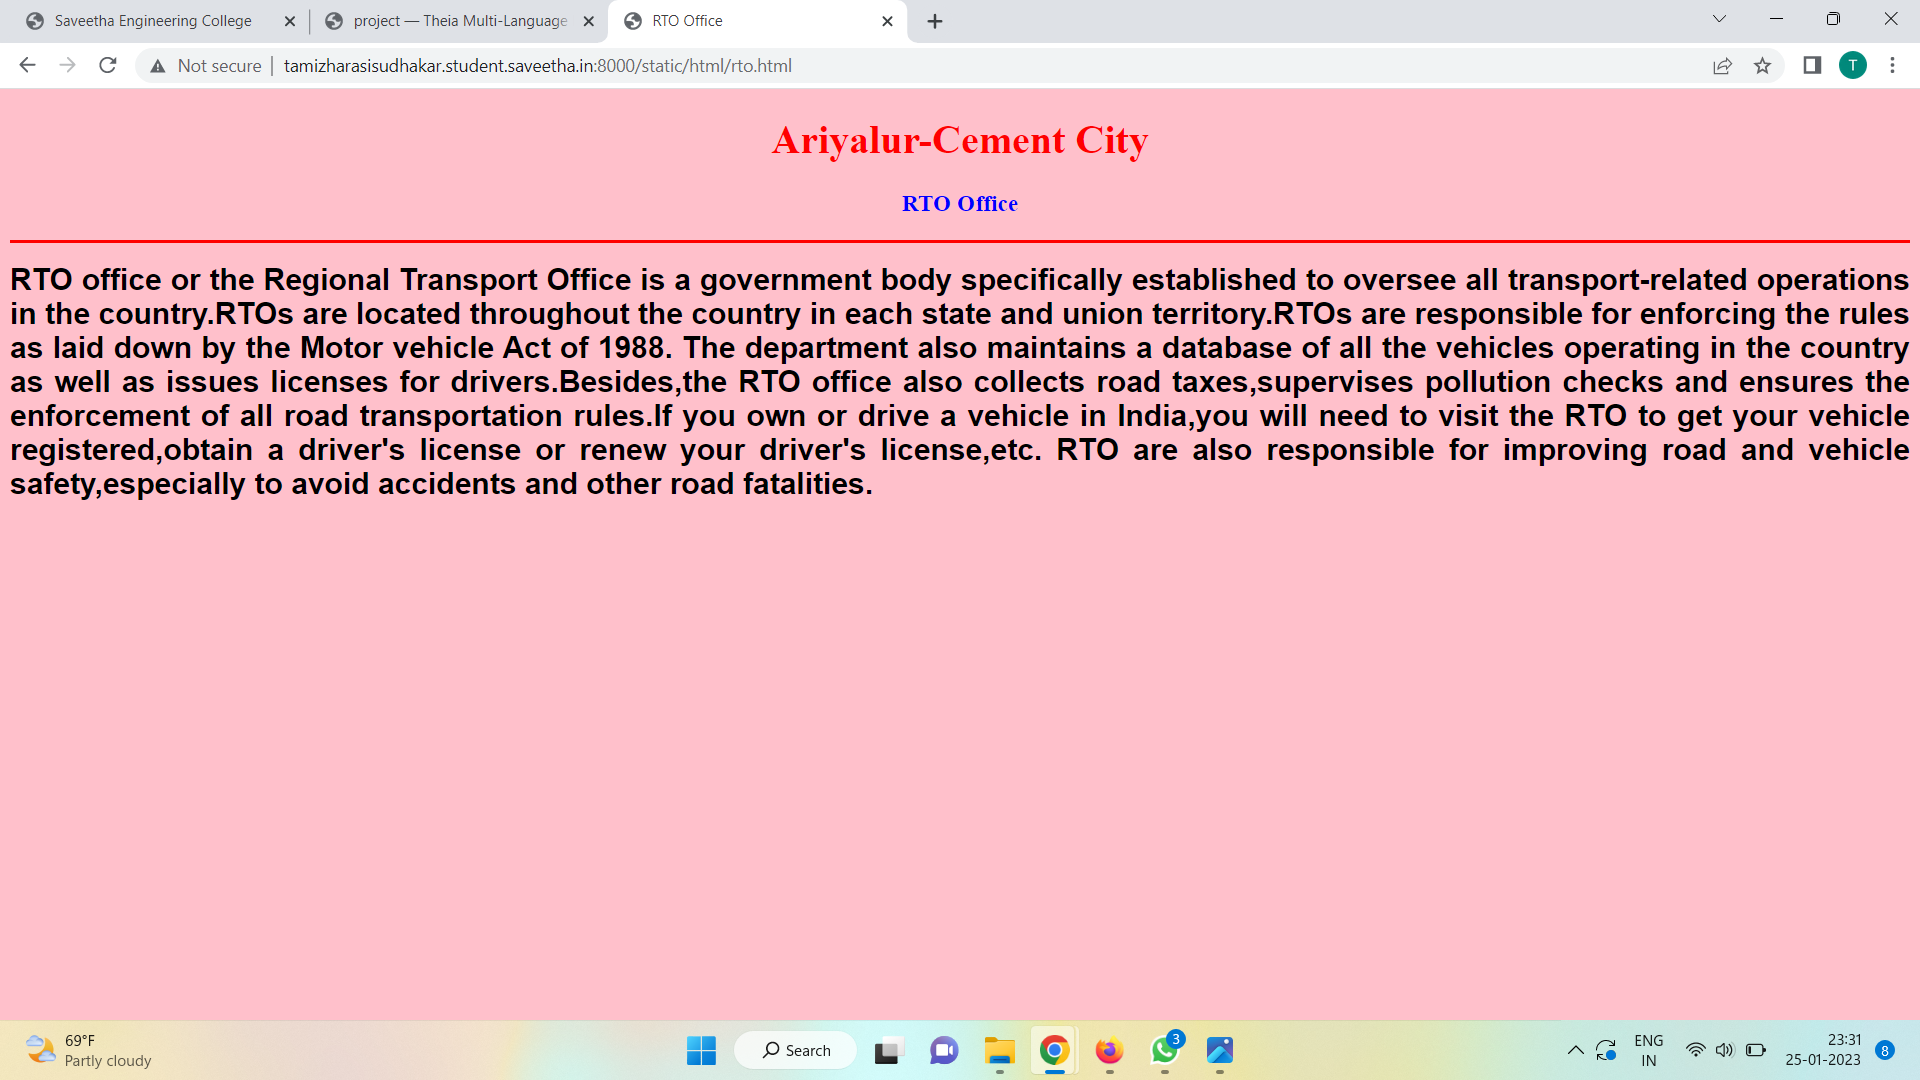 Saveetha Engineering College
project — Theia Multi-Language
RTO Office
Not secure
tamizharasisudhakar.student.saveetha.in:8000/static/html/rto.html
T
Ariyalur-Cement City
RTO Office
RTO office or the Regional Transport Office is a government body specifically established to oversee all transport-related operations
in the country.RTOs are located throughout the country in each state and union territory.RTOs are responsible for enforcing the rules
as laid down by the Motor vehicle Act of 1988. The department also maintains a database of all the vehicles operating in the country
as well as issues licenses for drivers.Besides,the RTO office also collects road taxes,supervises pollution checks and ensures the
enforcement of all road transportation rules.If you own or drive a vehicle in India,you will need to visit the RTO to get your vehicle
registered,obtain a driver's license or renew your driver's license,etc. RTO are also responsible for improving road and vehicle
safety,especially to avoid accidents and other road fatalities.
69°F
Partly cloudy
Search
3
ENG
IN
23:31
25-01-2023
8